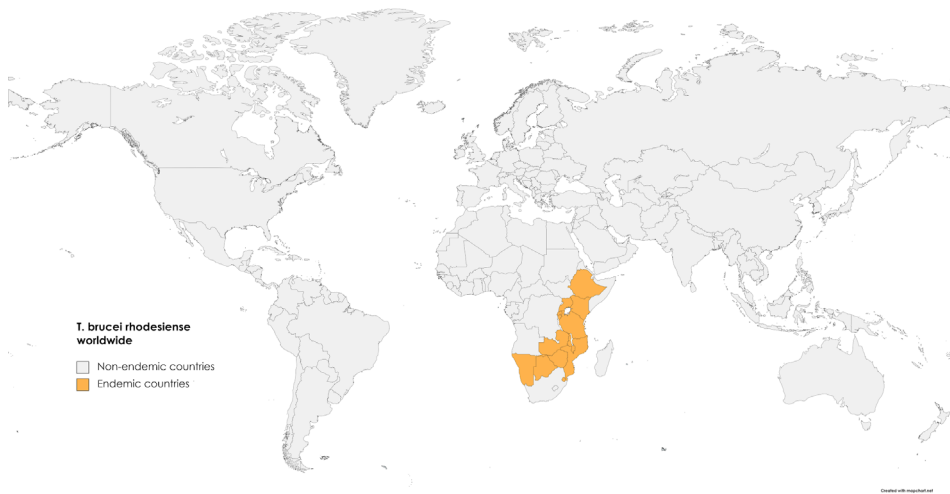 T. brucei rhodesiense
worldwide
Non-endemic countries
Endemic countries
Created with mapchart.net